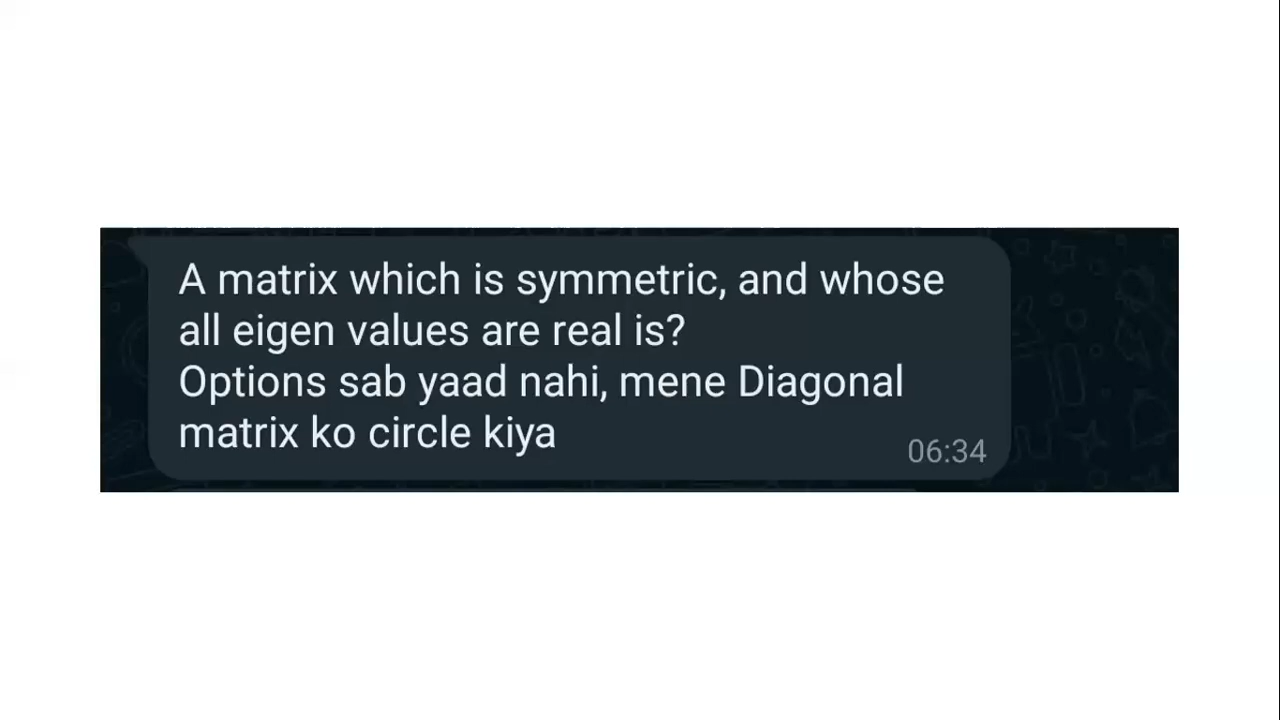 A matrix which is symmetric, and whose
all eigen values are real is?
Options sab yaad nahi, mene Diagonal
matrix ko circle kiya
06:34